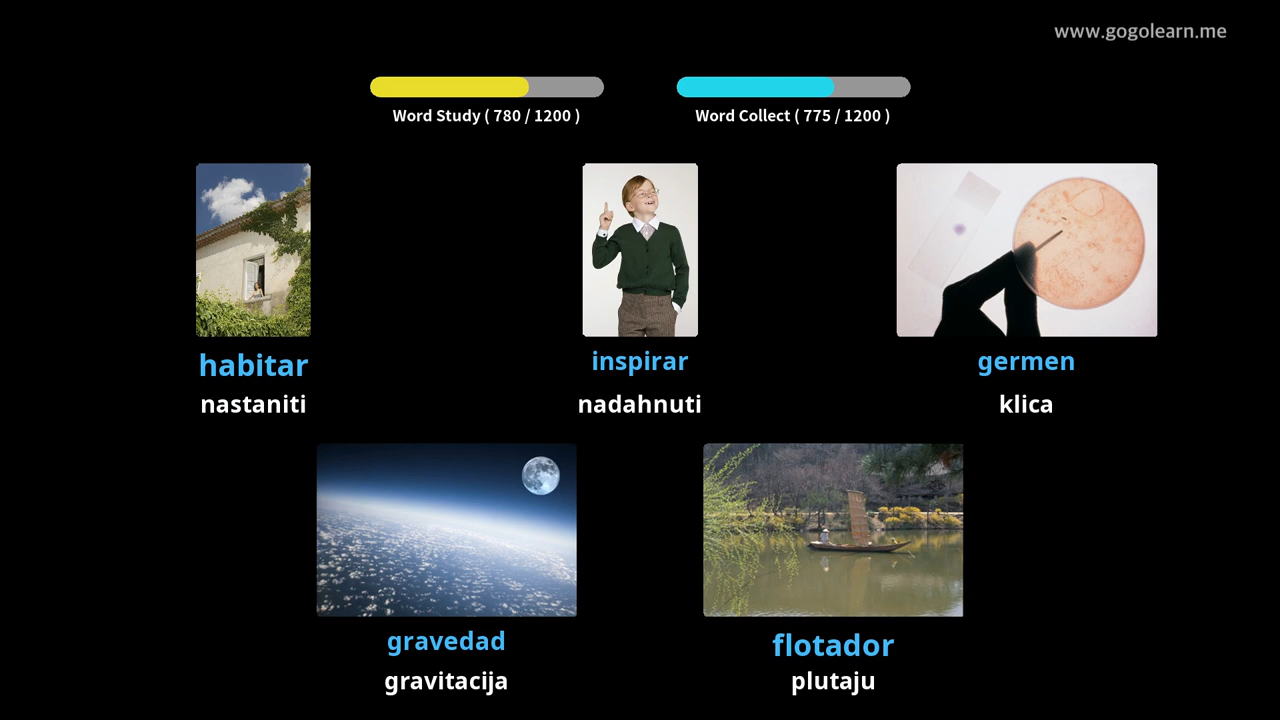 www.gogolearn.me
Word Study ( 780 / 1200 )
Word Collect ( 775 / 1200 )
habitar
nastaniti
inspirar
nadahnuti
germen
klica
gravedad
gravitacija
flotador
plutaju